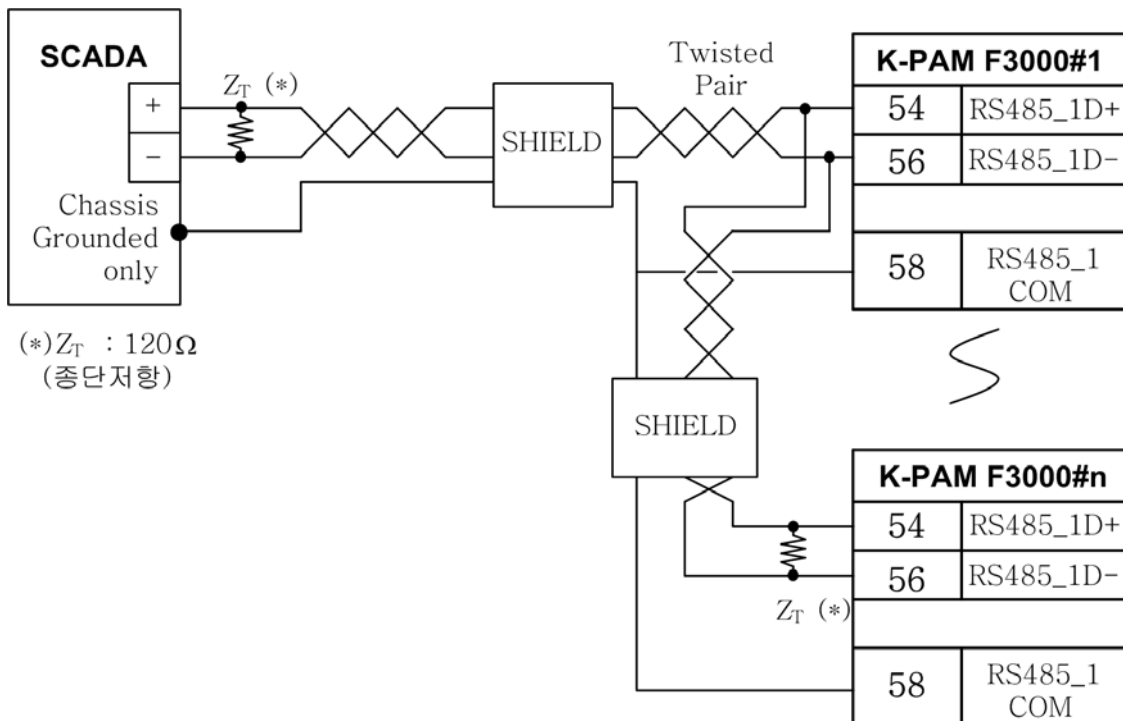 SCADA
+
−
Z_T (*)
Chassis
Grounded
only
(*)Z_T : 120Ω
(종단저항)
SHIELD
Twisted
Pair
K-PAM F3000#1
54 RS485_1D+
56 RS485_1D-
58 RS485_1
COM
SHIELD
Z_T (*)
K-PAM F3000#n
54 RS485_1D+
56 RS485_1D-
58 RS485_1
COM